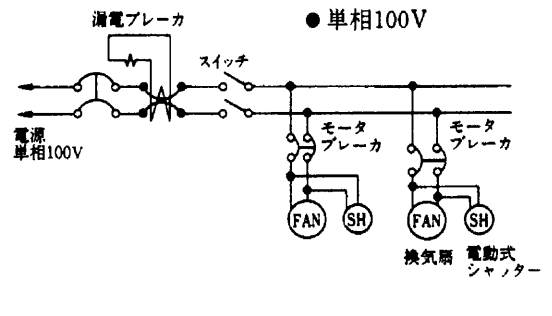 漏電ブレーカ
●単相100V
スイッチ
電源
単相100V
モータ
ブレーカ
モータ
ブレーカ
FAN
SH
FAN
SH
換気扇
電動式
シャッター